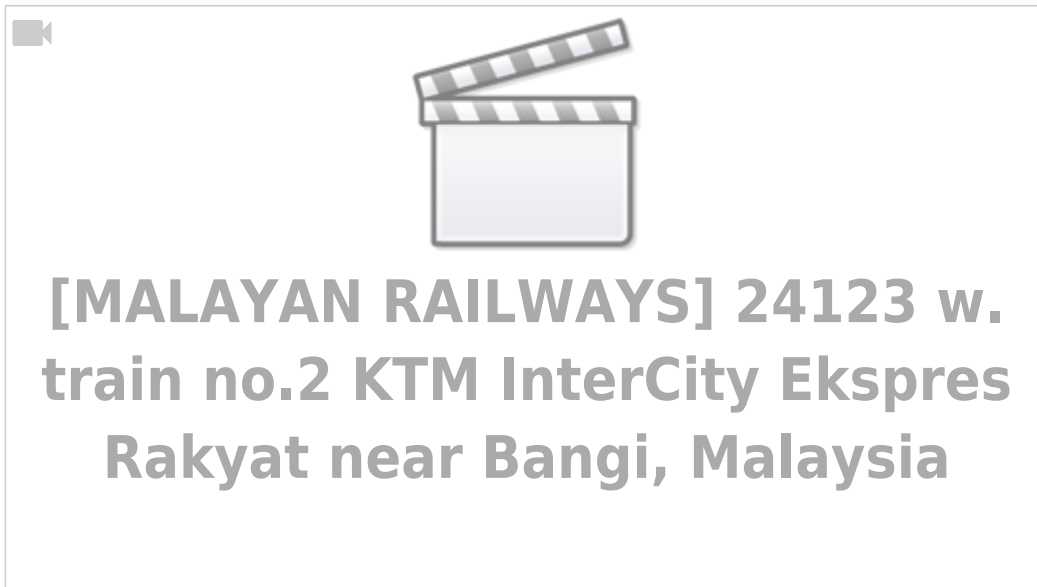 [MALAYAN RAILWAYS] 24123 w.
train no.2 KTM InterCity Ekspres
Rakyat near Bangi, Malaysia